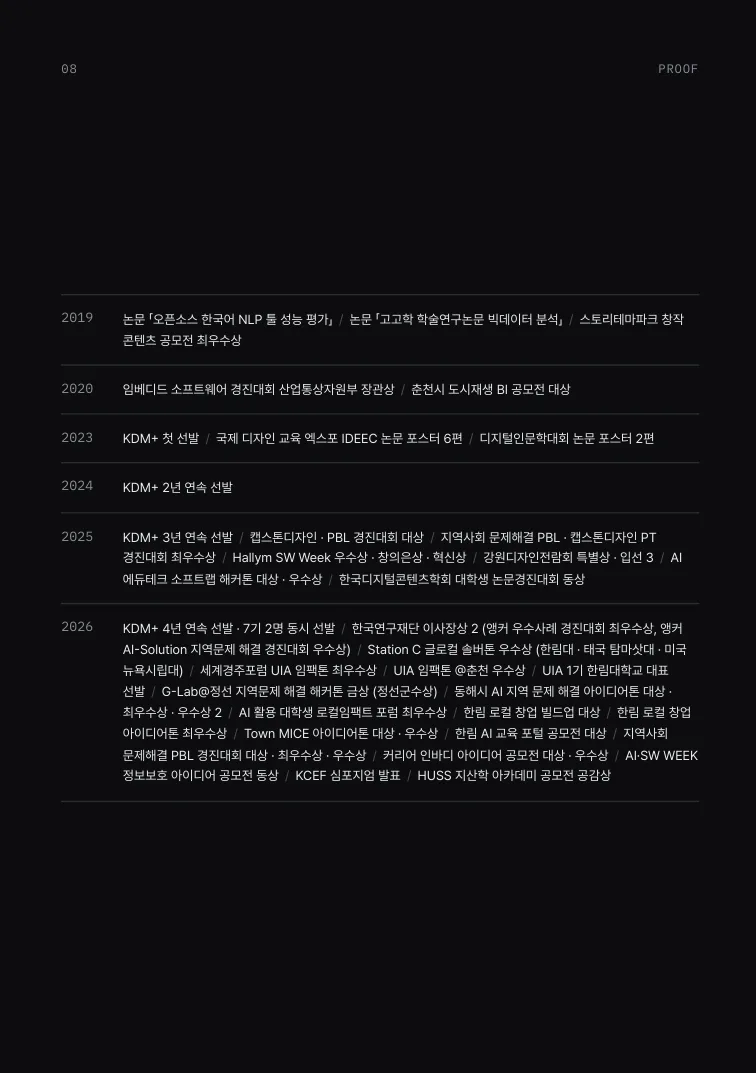 08
PROOF
2019
논문 「오픈소스 한국어 NLP 툴 성능 평가」 / 논문 「고고학 학술연구논문 빅데이터 분석」 / 스토리테마파크 창작
콘텐츠 공모전 최우수상
2020
임베디드 소프트웨어 경진대회 산업통상자원부 장관상 / 춘천시 도시재생 BI 공모전 대상
2023
KDM+ 첫 선발 / 국제 디자인 교육 엑스포 IDEEC 논문 포스터 6편 / 디지털인문학대회 논문 포스터 2편
2024
KDM+ 2년 연속 선발
2025
KDM+ 3년 연속 선발 / 캡스톤디자인 · PBL 경진대회 대상 / 지역사회 문제해결 PBL · 캡스톤디자인 PT
경진대회 최우수상 / Hallym SW Week 우수상 · 창의은상 · 혁신상 / 강원디자인전람회 특별상 · 입선 3 / AI
에듀테크 소프트랩 해커톤 대상 · 우수상 / 한국디지털콘텐츠학회 대학생 논문경진대회 동상
2026
KDM+ 4년 연속 선발 · 7기 2명 동시 선발 / 한국연구재단 이사장상 2 (앵커 우수사례 경진대회 최우수상, 앵커
AI-Solution 지역문제 해결 경진대회 우수상) / Station C 글로컬 솔버톤 우수상 (한림대 · 태국 탐마삿대 · 미국
뉴욕시립대) / 세계경주포럼 UIA 임팩톤 최우수상 / UIA 임팩톤 @춘천 우수상 / UIA 1기 한림대학교 대표
선발 / G-Lab@정선 지역문제 해결 해커톤 금상 (정선군수상) / 동해시 AI 지역 문제 해결 아이디어톤 대상 ·
최우수상 · 우수상 2 / AI 활용 대학생 로컬임팩트 포럼 최우수상 / 한림 로컬 창업 빌드업 대상 / 한림 로컬 창업
아이디어톤 최우수상 / Town MICE 아이디어톤 대상 · 우수상 / 한림 AI 교육 포털 공모전 대상 / 지역사회
문제해결 PBL 경진대회 대상 · 최우수상 · 우수상 / 커리어 인바디 아이디어 공모전 대상 · 우수상 / AI·SW WEEK
정보보호 아이디어 공모전 동상 / KCEF 심포지엄 발표 / HUSS 지산학 아카데미 공모전 공감상